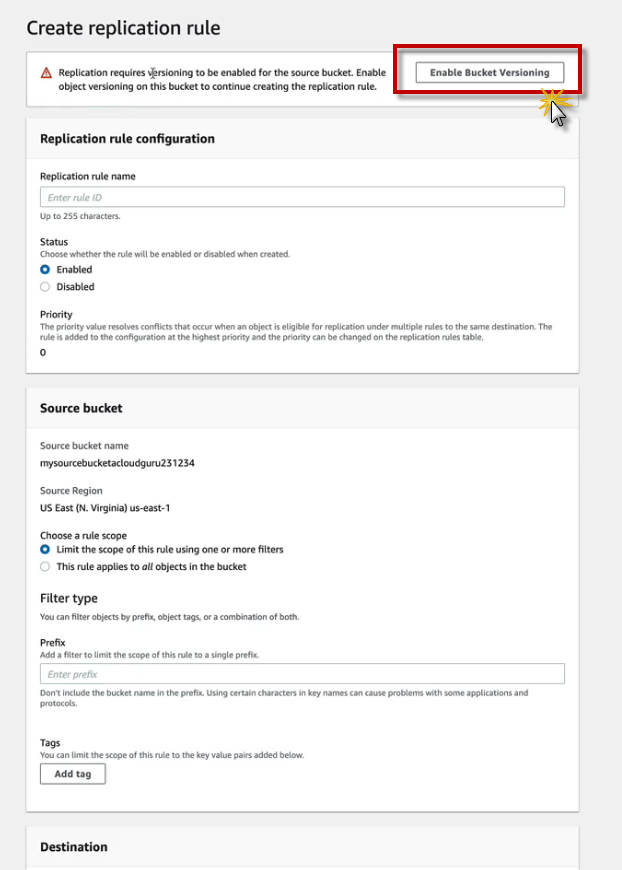 Create replication rule
Replication requires versioning to be enabled for the source bucket. Enable
object versioning on this bucket to continue creating the replication rule.
Enable Bucket Versioning
Replication rule configuration
Replication rule name
Enter rule ID
Up to 255 characters.
Status
Choose whether the rule will be enabled or disabled when created.
Enabled
Disabled
Priority
The priority value resolves conflicts that occur when an object is eligible for replication under multiple rules to the same destination. The
rule is added to the configuration at the highest priority and the priority can be changed on the replication rules table.
0
Source bucket
Source bucket name
mysourcebucketacloudguru231234
Source Region
US East (N. Virginia) us-east-1
Choose a rule scope
Limit the scope of this rule using one or more filters
This rule applies to all objects in the bucket
Filter type
You can filter objects by prefix, object tags, or a combination of both.
Prefix
Add a filter to limit the scope of this rule to a single prefix.
Enter prefix
Don't include the bucket name in the prefix. Using certain characters in key names can cause problems with some applications and
protocols.
Tags
You can limit the scope of this rule to the key value pairs added below.
Add tag
Destination